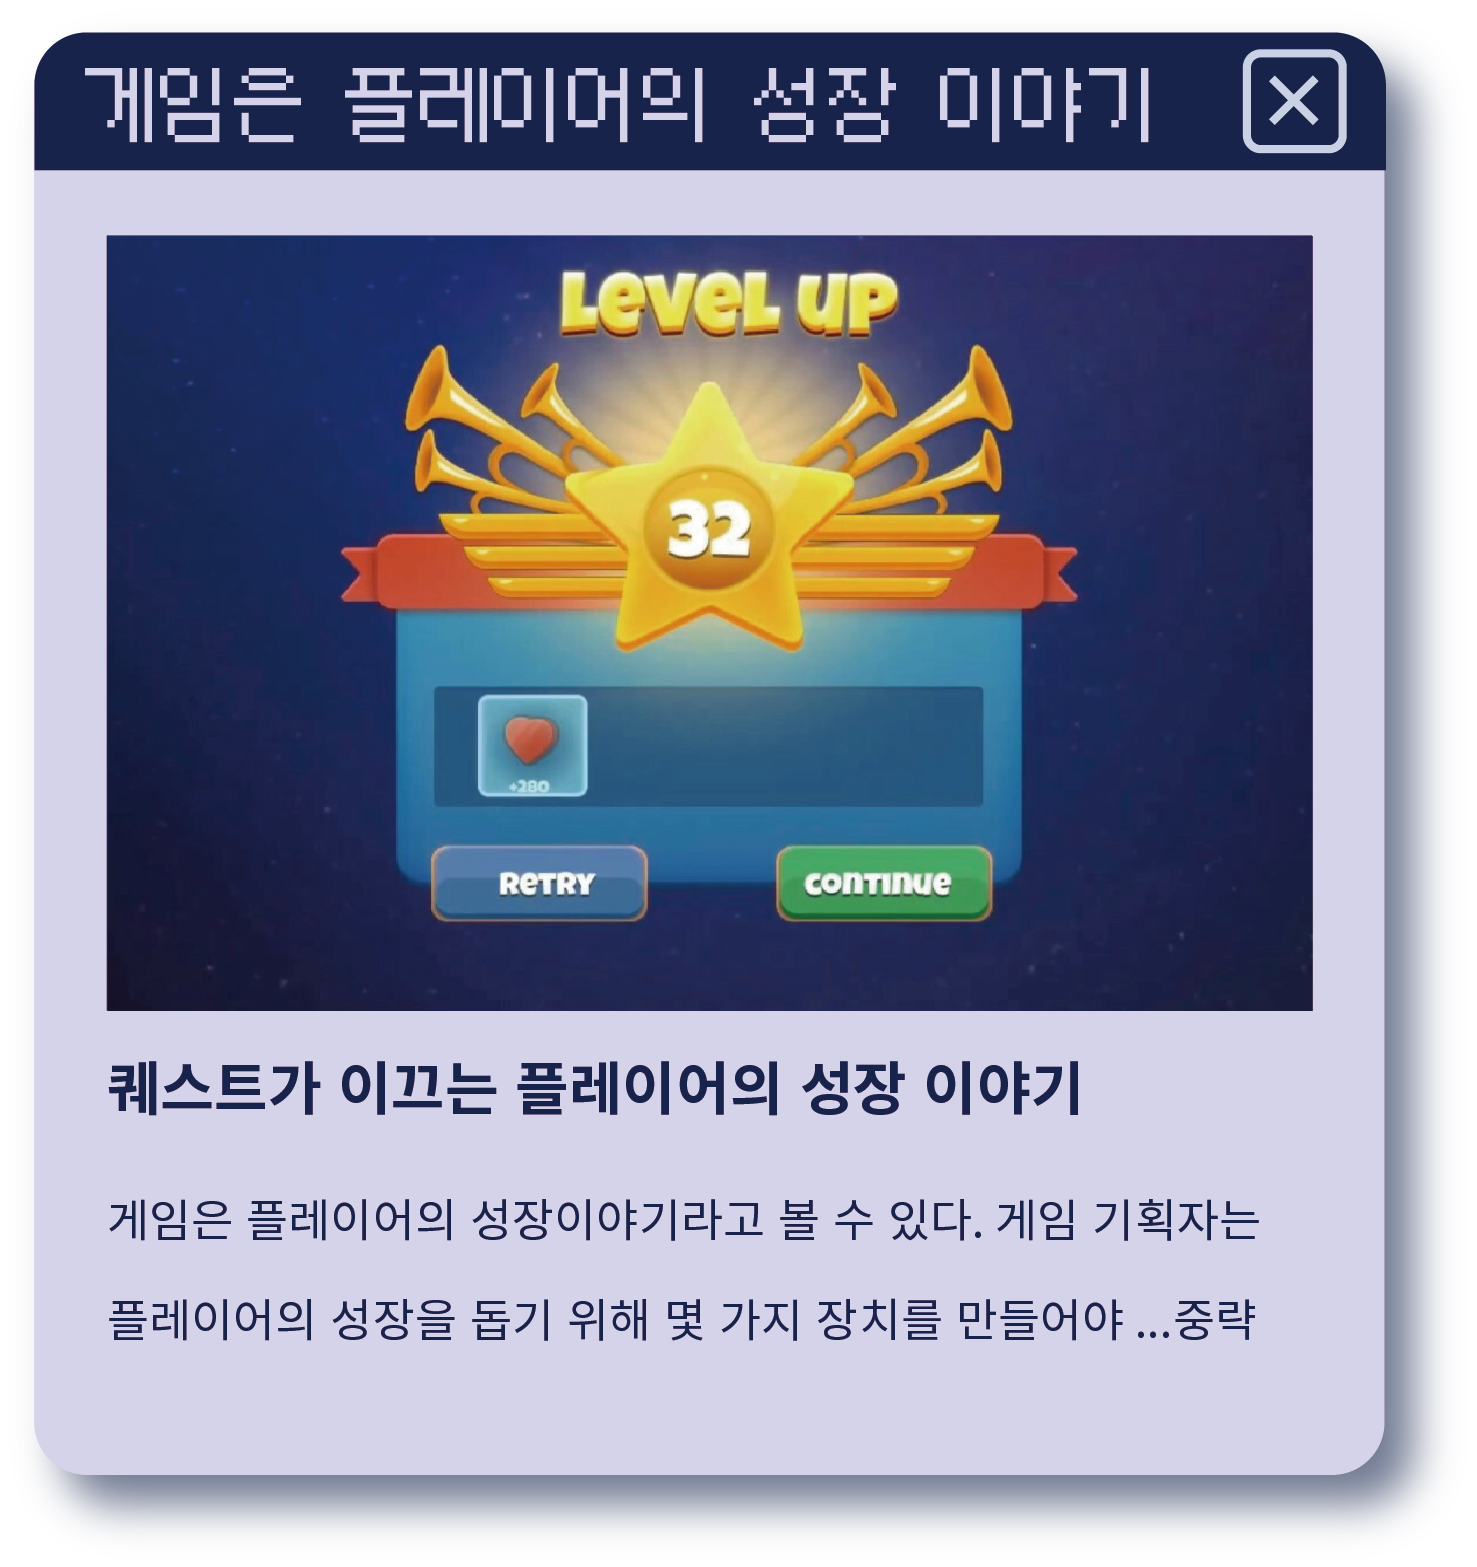 게임은 플레이어의 성장 이야기
LEVEL UP
32
+280
RETRY
CONTINUE
퀘스트가 이끄는 플레이어의 성장 이야기
게임은 플레이어의 성장이야기라고 볼 수 있다. 게임 기획자는
플레이어의 성장을 돕기 위해 몇 가지 장치를 만들어야 ...중략